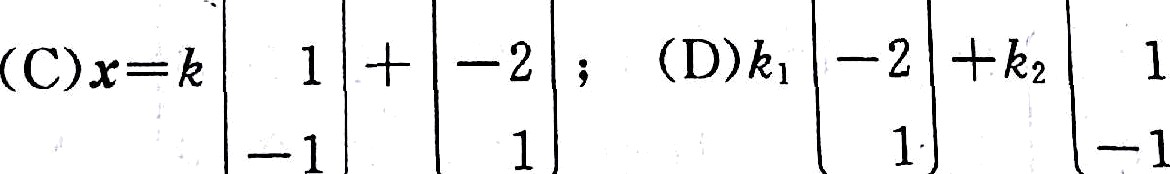 (C)x=k [1 -1] + [-2 1]; (D)k₁ [-2 1] +k₂ [1 -1]